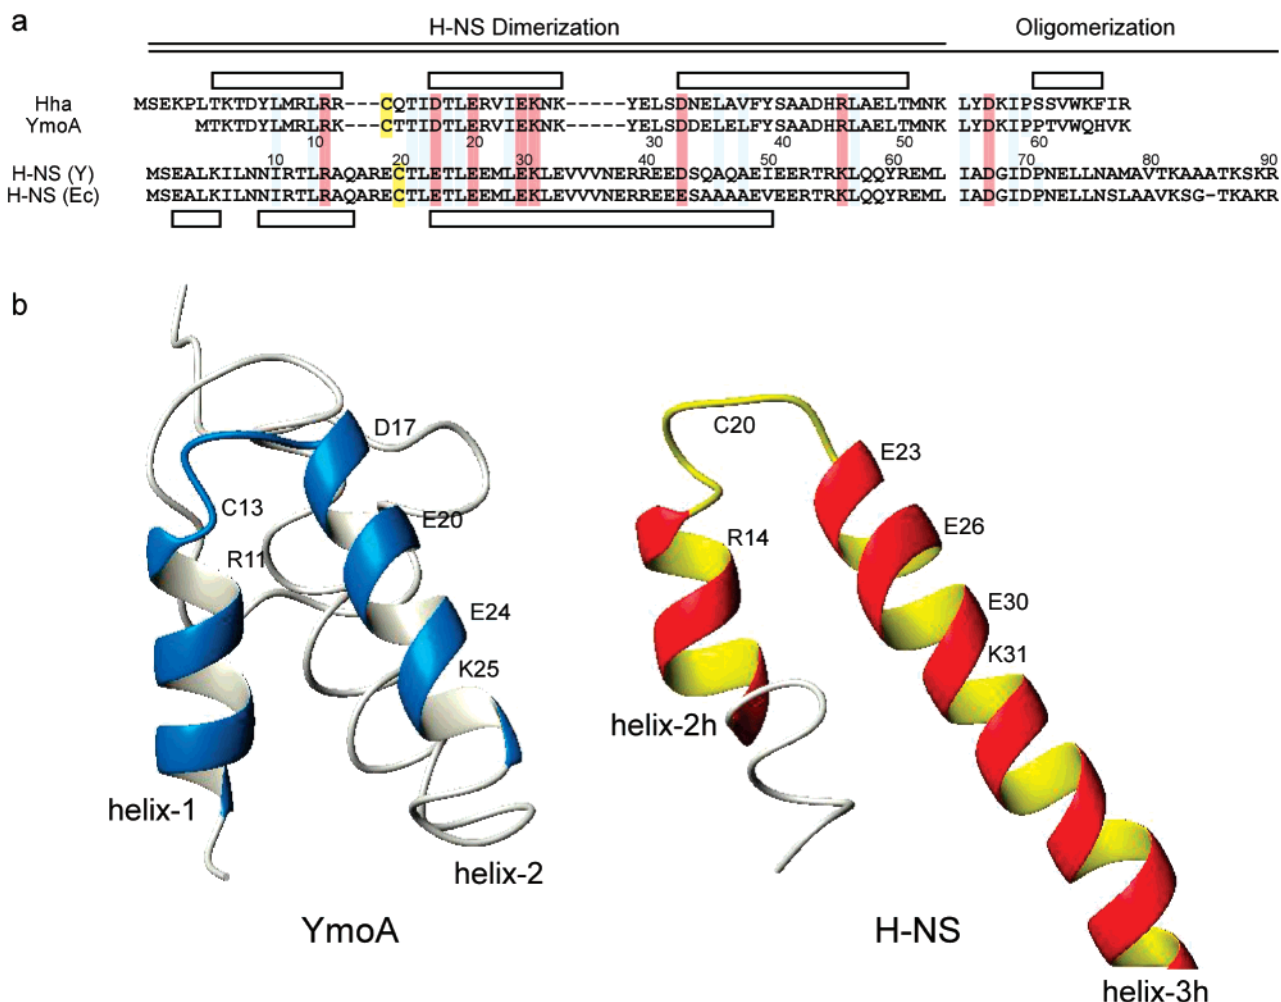 a
H-NS Dimerization Oligomerization
Hha MSEKPLTKTDYLMRLRR---CQTIDTLERVIEKNK-----YELSDNELAVFYSAADHRLAELTMNK LYDKIPSSVWKFIR
YmoA MTKTDYLMRLRK---CTTIDTLERVIEKNK-----YELSDDELELFYSAADHRLAELTMNK LYDKIPPTVWQHVK
10 20 30 40 50 60
10 20 30 40 50 60 70 80 90
H-NS (Y) MSEALKILNNIRTLRAQARECTLETLEEMLEKLEVVVNERREEDSQAQAEIEERTRKLQQYREML IADGIDPNELLNAMAVTKAAATKSKR
H-NS (Ec) MSEALKILNNIRTLRAQARECTLETLEEMLEKLEVVVNERREEESAAAAEVEERTRKLQQYREML IADGIDPNELLNSLAAVKSG-TKAKR
b
D17
C20
E23
C13
E20
E26
R11
R14
E24
E30
K25
K31
helix-2h
helix-1
helix-2
YmoA
H-NS
helix-3h